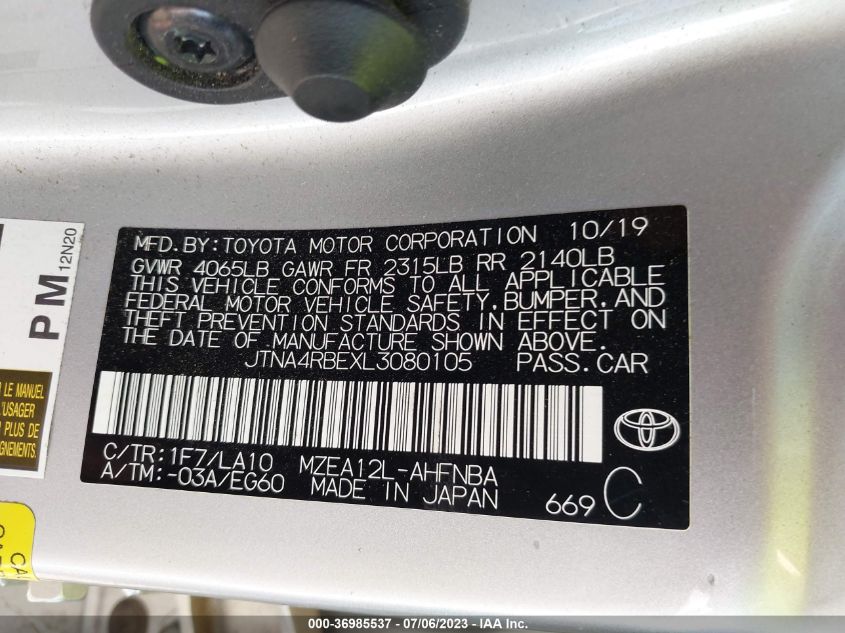 MFD.BY:TOYOTA MOTOR CORPORATION 10/19
GVWR 4065LB GAWR FR 2315LB RR 2140LB
THIS VEHICLE CONFORMS TO ALL APPLICABLE
FEDERAL MOTOR VEHICLE SAFETY,BUMPER,AND
THEFT PREVENTION STANDARDS IN EFFECT ON
THE DATE OF MANUFACTURE SHOWN ABOVE.
JTNA4RBEXL3080105 PASS.CAR
C/TR:1F7/LA10 MZEA12L-AHFNBA
A/TM:-03A/EG60 MADE IN JAPAN 669 C
PM
12N20
LE MANUEL
L'USAGER
PLUS DE
GNEMENTS.
000-36985537 - 07/06/2023 - IAA Inc.